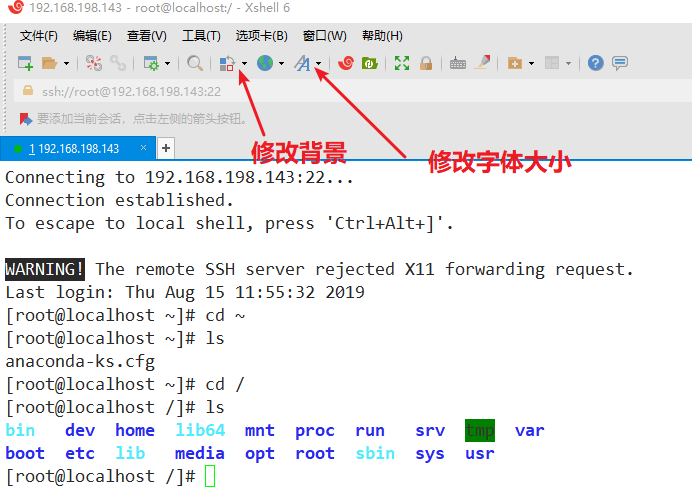 192.168.198.143 - root@localhost:/ - Xshell 6
文件(F) 编辑(E) 查看(V) 工具(T) 选项卡(B) 窗口(W) 帮助(H)
ssh://root@192.168.198.143:22
要添加当前会话，点击左侧的箭头按钮。
修改背景
修改字体大小
1 192.168.198.143 × +
Connecting to 192.168.198.143:22...
Connection established.
To escape to local shell, press 'Ctrl+Alt+]'.
WARNING! The remote SSH server rejected X11 forwarding request.
Last login: Thu Aug 15 11:55:32 2019
[root@localhost ~]# cd ~
[root@localhost ~]# ls
anaconda-ks.cfg
[root@localhost ~]# cd /
[root@localhost /]# ls
bin dev home lib64 mnt proc run srv tmp var
boot etc lib media opt root sbin sys usr
[root@localhost /]#